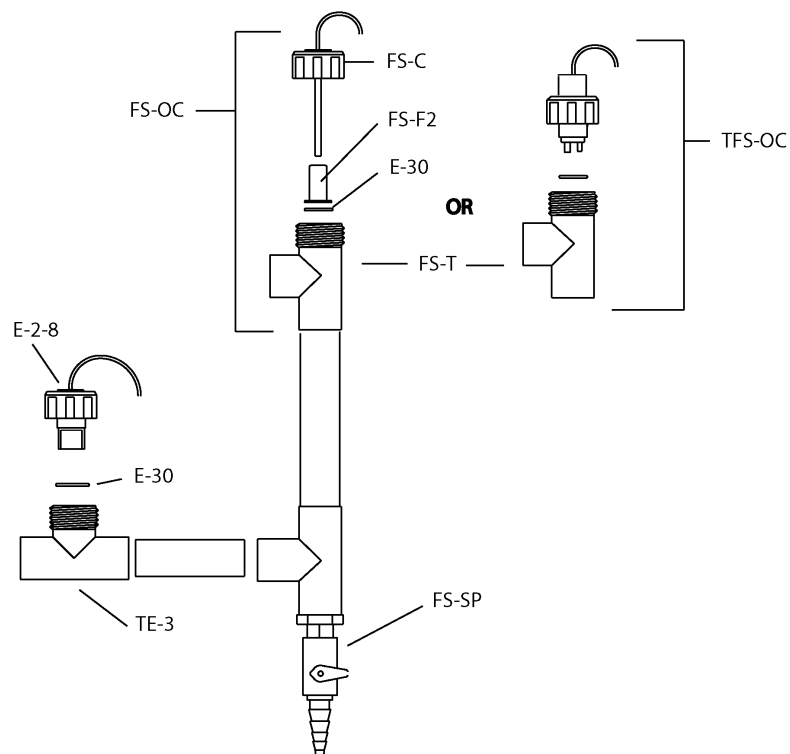 FS-C
FS-OC
FS-F2
TFS-OC
E-30
OR
FS-T
E-2-8
E-30
FS-SP
TE-3